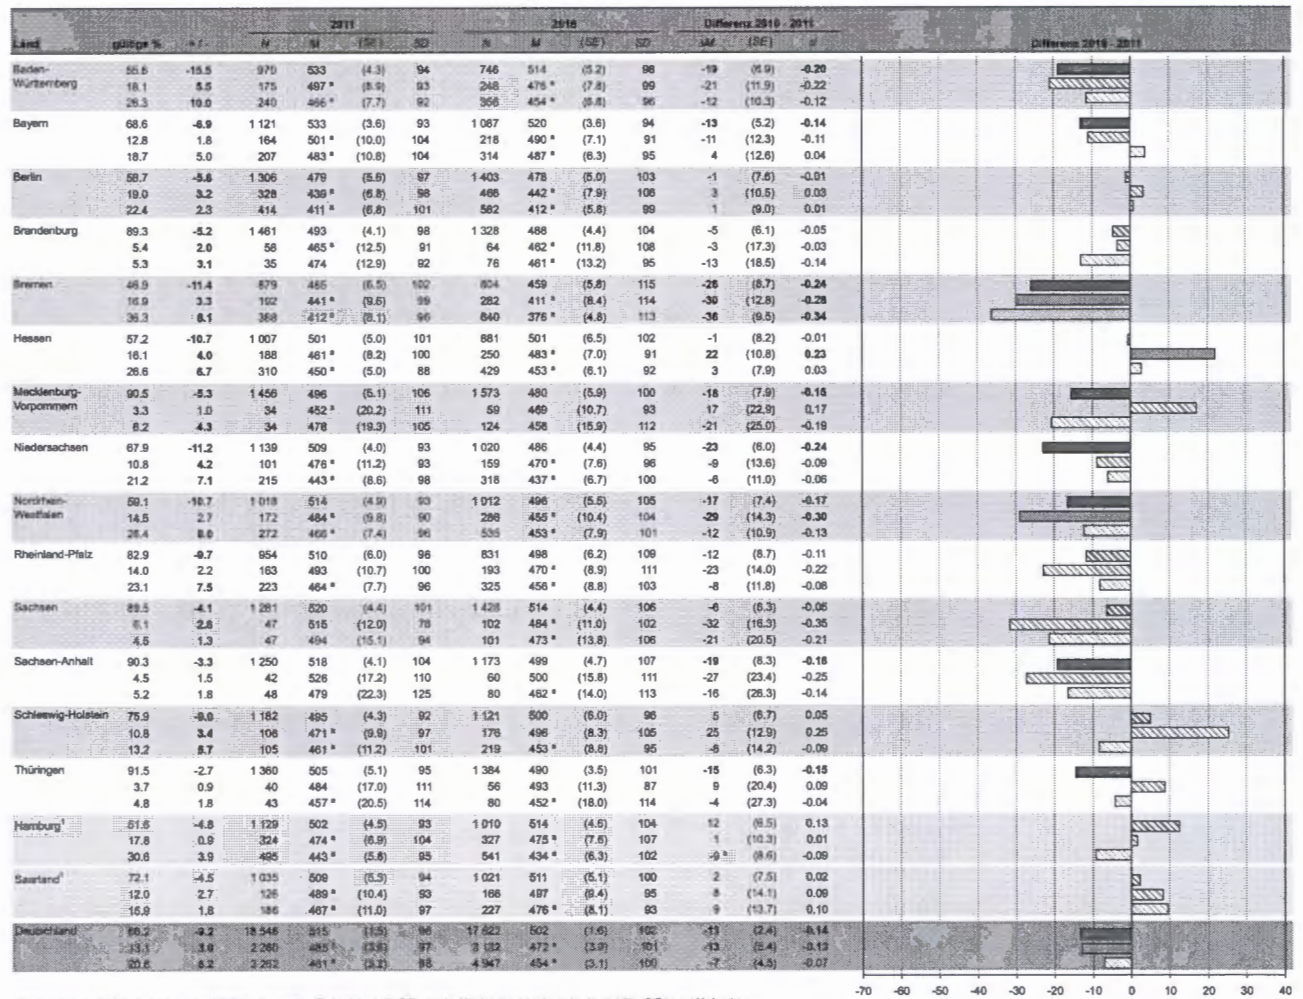 2011 2016 Differenz 2016 - 2011
Land gültige % + / - N M (SE) SD N M (SE) SD ΔM (SE) d Differenz 2016 - 2011
Baden- 55.6 -15.5 970 533 (4.3) 94 746 514 (5.2) 98 -19 (6.9) -0.20
Württemberg 18.1 5.5 175 497 a (8.9) 93 248 476 a (7.8) 99 -21 (11.9) -0.22
26.3 10.0 240 466 a (7.7) 92 356 454 a (6.8) 96 -12 (10.3) -0.12
Bayern 68.6 -6.9 1 121 533 (3.6) 93 1 087 520 (3.6) 94 -13 (5.2) -0.14
12.8 1.8 164 501 a (10.0) 104 218 490 a (7.1) 91 -11 (12.3) -0.11
18.7 5.0 207 483 a (10.8) 104 314 487 a (6.3) 95 4 (12.6) 0.04
Berlin 58.7 1 306 479 (5.6) 97 1 403 478 (5.0) 103 -1 (7.6) -0.01
19.0 3.2 328 439 a (6.8) 98 466 442 a (7.9) 106 3 (10.5) 0.03
22.4 2.3 414 411 a (6.8) 101 562 412 a (5.8) 99 1 (9.0) 0.01
Brandenburg 89.3 -5.2 1 461 493 (4.1) 98 1 328 488 (4.4) 104 -5 (6.1) -0.05
5.4 2.0 56 465 a (12.5) 91 64 462 a (11.8) 108 -3 (17.3) -0.03
5.3 3.1 35 474 (12.9) 92 76 461 a (13.2) 95 -13 (18.5) -0.14
Bremen 46.9 -11.4 879 485 (6.5) 102 804 459 (5.8) 115 -26 (8.7) -0.24
16.9 3.3 192 441 a (9.6) 99 282 411 a (8.4) 114 -30 (12.8) -0.28
36.3 8.1 388 412 a (8.1) 96 640 376 a (4.8) 113 -36 (9.5) -0.34
Hessen 57.2 -10.7 1 007 501 (5.0) 101 881 501 (6.5) 102 -1 (8.2) -0.01
16.1 4.0 188 461 a (8.2) 100 250 483 a (7.0) 91 22 (10.8) 0.23
26.6 6.7 310 450 a (5.0) 88 429 453 a (6.1) 92 3 (7.9) 0.03
Mecklenburg- 90.5 -5.3 1 456 496 (5.1) 106 1 573 480 (5.9) 100 -16 (7.9) -0.15
Vorpommern 3.3 1.0 34 452 a (20.2) 111 59 469 (10.7) 93 17 (22.9) 0.17
6.2 4.3 34 478 (19.3) 105 124 458 (15.9) 112 -21 (25.0) -0.19
Niedersachsen 67.9 -11.2 1 139 509 (4.0) 93 1 020 486 (4.4) 95 -23 (6.0) -0.24
10.8 4.2 101 478 a (11.2) 93 159 470 a (7.6) 96 -9 (13.6) -0.09
21.2 7.1 215 443 a (8.6) 98 318 437 a (6.7) 100 -6 (11.0) -0.06
Nordrhein- 59.1 -10.7 1 018 514 (4.9) 93 1 012 496 (5.5) 105 -17 (7.4) -0.17
Westfalen 14.5 2.7 172 484 a (9.8) 90 286 455 a (10.4) 104 -29 (14.3) -0.30
26.4 8.0 272 466 a (7.4) 96 535 453 a (7.9) 101 -12 (10.9) -0.13
Rheinland-Pfalz 82.9 -9.7 954 510 (6.0) 96 831 498 (6.2) 109 -12 (8.7) -0.11
14.0 2.2 163 493 (10.7) 100 193 470 a (8.9) 111 -23 (14.0) -0.22
23.1 7.5 223 464 a (7.7) 96 325 456 a (8.8) 103 -8 (11.8) -0.08
Sachsen 89.5 -4.1 1 281 520 (4.4) 101 1 428 514 (4.4) 106 -6 (6.3) -0.06
6.1 2.8 47 515 (12.0) 78 102 484 a (11.0) 102 -32 (16.3) -0.35
4.5 1.3 47 494 (15.1) 94 101 473 a (13.8) 106 -21 (20.5) -0.21
Sachsen-Anhalt 90.3 -3.3 1 250 518 (4.1) 104 1 173 499 (4.7) 107 -19 (6.3) -0.18
4.5 1.5 42 526 (17.2) 110 60 500 (15.8) 111 -27 (23.4) -0.25
5.2 1.8 48 479 (22.3) 125 80 462 a (14.0) 113 -16 (26.3) -0.14
Schleswig-Holstein 75.9 -9.0 1 182 495 (4.3) 92 1 121 500 (5.0) 98 5 (6.7) 0.05
10.8 3.4 106 471 a (9.9) 97 176 496 (8.3) 105 25 (12.9) 0.25
13.2 5.7 105 461 a (11.2) 101 219 453 a (8.8) 95 -8 (14.2) -0.09
Thüringen 91.5 -2.7 1 360 505 (5.1) 95 1 384 490 (3.5) 101 -15 (6.3) -0.15
3.7 0.9 40 484 (17.0) 111 56 493 (11.3) 87 9 (20.4) 0.09
4.8 1.8 43 457 a (20.5) 114 80 452 a (18.0) 114 -4 (27.3) -0.04
Hamburg¹ 51.6 -4.8 1 129 502 (4.5) 93 1 010 514 (4.6) 104 12 (6.5) 0.13
17.8 0.9 324 474 a (6.9) 104 327 475 a (7.6) 107 1 (10.3) 0.01
30.6 3.9 495 443 a (5.8) 95 541 434 a (6.3) 102 -9 a (8.6) -0.09
Saarland¹ 72.1 -4.5 1 035 509 (5.5) 94 1 021 511 (5.1) 100 2 (7.5) 0.02
12.0 2.7 126 489 a (10.4) 93 166 497 (9.4) 95 8 (14.1) 0.09
15.9 1.8 186 467 a (11.0) 97 227 476 a (8.1) 93 9 (13.7) 0.10
Deutschland 66.2 -9.2 18 546 515 (1.5) 96 17 622 502 (1.6) 102 -13 (2.4) -0.14
13.1 3.0 2 260 485 a (3.6) 97 3 132 472 a (3.9) 101 -13 (5.4) -0.13
20.6 6.2 3 262 461 a 4 947 454 a (3.1) 100 -7 (4.5) -0.07
-70 -60 -50 -40 -30 -20 -10 0 10 20 30 40